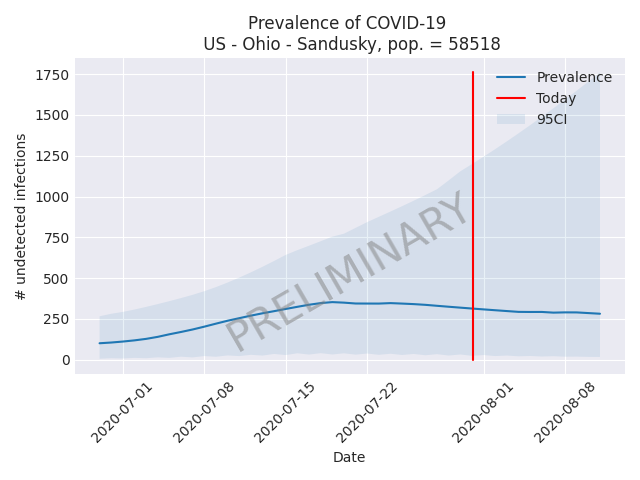 Prevalence of COVID-19
US - Ohio - Sandusky, pop. = 58518
1750
1500
1250
1000
750
500
250
0
# undetected infections
Prevalence
Today
95CI
PRELIMINARY
2020-07-01
2020-07-08
2020-07-15
2020-07-22
2020-08-01
2020-08-08
Date